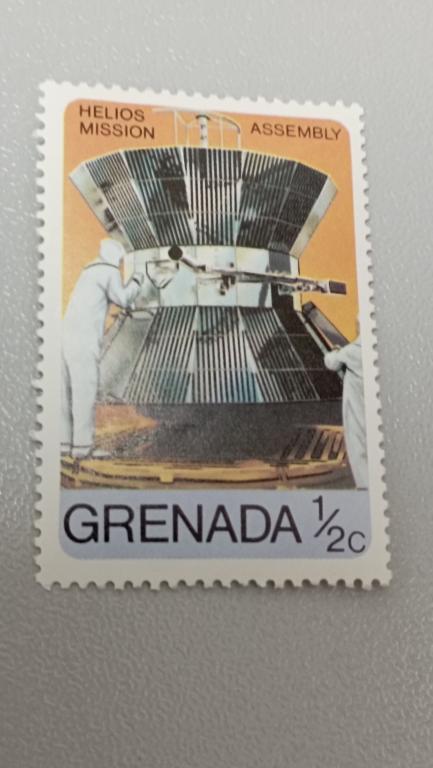 HELIOS
MISSION ASSEMBLY
GRENADA 1/2c